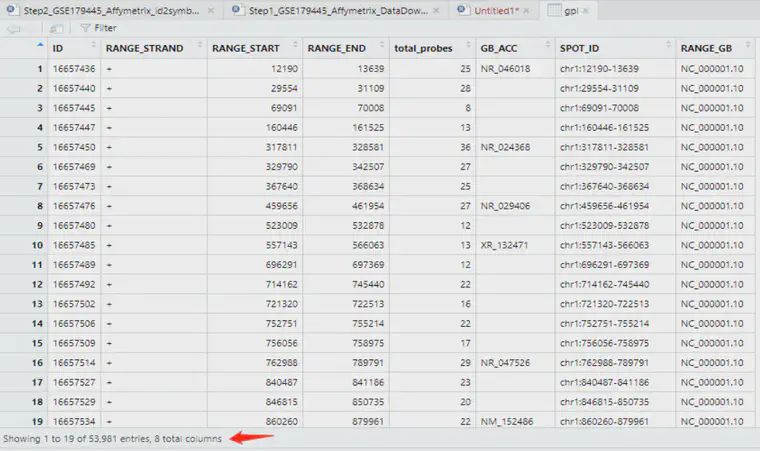 Step2_GSE179445_Affymetrix_id2symb... Step1_GSE179445_Affymetrix_DataDow... Untitled1* gpl
Filter
ID RANGE_STRAND RANGE_START RANGE_END total_probes GB_ACC SPOT_ID RANGE_GB
1 16657436 + 12190 13639 25 NR_046018 chr1:12190-13639 NC_000001.10
2 16657440 + 29554 31109 28 chr1:29554-31109 NC_000001.10
3 16657445 + 69091 70008 8 chr1:69091-70008 NC_000001.10
4 16657447 + 160446 161525 13 chr1:160446-161525 NC_000001.10
5 16657450 + 317811 328581 36 NR_024368 chr1:317811-328581 NC_000001.10
6 16657469 + 329790 342507 27 chr1:329790-342507 NC_000001.10
7 16657473 + 367640 368634 25 chr1:367640-368634 NC_000001.10
8 16657476 + 459656 461954 27 NR_029406 chr1:459656-461954 NC_000001.10
9 16657480 + 523009 532878 12 chr1:523009-532878 NC_000001.10
10 16657485 + 557143 566063 13 XR_132471 chr1:557143-566063 NC_000001.10
11 16657489 + 696291 697369 12 chr1:696291-697369 NC_000001.10
12 16657492 + 714162 745440 22 chr1:714162-745440 NC_000001.10
13 16657502 + 721320 722513 16 chr1:721320-722513 NC_000001.10
14 16657506 + 752751 755214 22 chr1:752751-755214 NC_000001.10
15 16657509 + 756056 758975 17 chr1:756056-758975 NC_000001.10
16 16657514 + 762988 789791 29 NR_047526 chr1:762988-789791 NC_000001.10
17 16657527 + 840487 841186 23 chr1:840487-841186 NC_000001.10
18 16657529 + 846815 850735 20 chr1:846815-850735 NC_000001.10
19 16657534 + 860260 879961 22 NM_152486 chr1:860260-879961 NC_000001.10
Showing 1 to 19 of 53,981 entries, 8 total columns